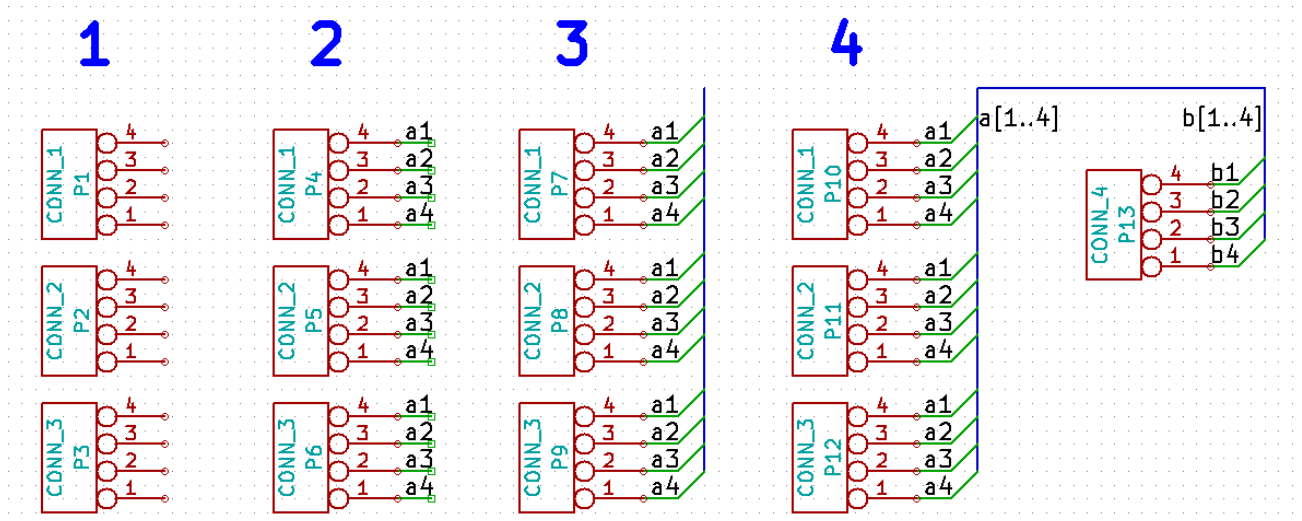 1 2 3 4
CONN_1 P1 4 3 2 1
CONN_2 P2 4 3 2 1
CONN_3 P3 4 3 2 1
CONN_1 P4 4 a1 3 a2 2 a3 1 a4
CONN_2 P5 4 a1 3 a2 2 a3 1 a4
CONN_3 P6 4 a1 3 a2 2 a3 1 a4
CONN_1 P7 4 a1 3 a2 2 a3 1 a4
CONN_2 P8 4 a1 3 a2 2 a3 1 a4
CONN_3 P9 4 a1 3 a2 2 a3 1 a4
CONN_1 P10 4 a1 3 a2 2 a3 1 a4
CONN_2 P11 4 a1 3 a2 2 a3 1 a4
CONN_3 P12 4 a1 3 a2 2 a3 1 a4
a[1..4] b[1..4]
CONN_4 P13 4 b1 3 b2 2 b3 1 b4